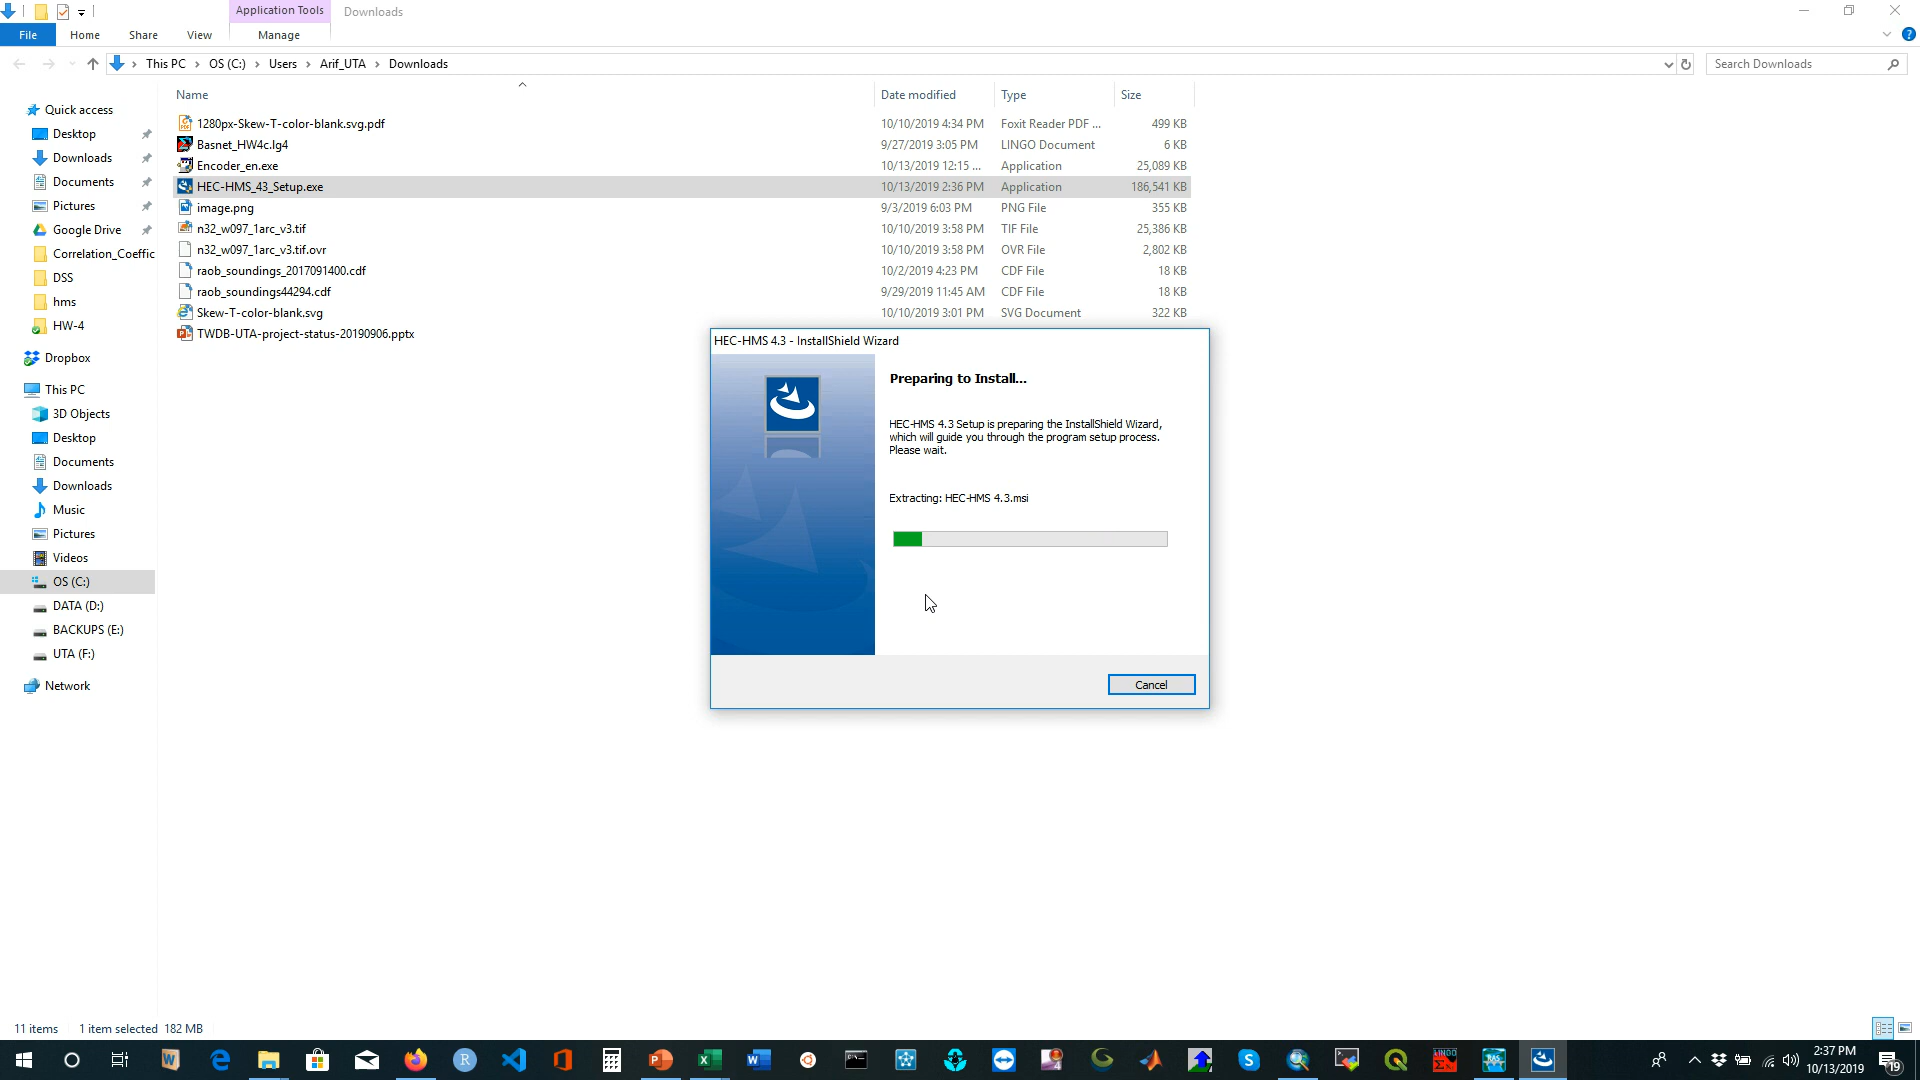 Application Tools
Downloads
File
Home
Share
View
Manage
This PC
OS (C:)
Users
Arif_UTA
Downloads
Search Downloads
Name
Date modified
Type
Size
1280px-Skew-T-color-blank.svg.pdf 10/10/2019 4:34 PM Foxit Reader PDF ... 499 KB
Basnet_HW4c.lg4 9/27/2019 3:05 PM LINGO Document 6 KB
Encoder_en.exe 10/13/2019 12:15 ... Application 25,089 KB
HEC-HMS_43_Setup.exe 10/13/2019 2:36 PM Application 186,541 KB
image.png 9/3/2019 6:03 PM PNG File 355 KB
n32_w097_1arc_v3.tif 10/10/2019 3:58 PM TIF File 25,386 KB
n32_w097_1arc_v3.tif.ovr 10/10/2019 3:58 PM OVR File 2,802 KB
raob_soundings_2017091400.cdf 10/2/2019 4:23 PM CDF File 18 KB
raob_soundings44294.cdf 9/29/2019 11:45 AM CDF File 18 KB
Skew-T-color-blank.svg 10/10/2019 3:01 PM SVG Document 322 KB
TWDB-UTA-project-status-20190906.pptx
Quick access
Desktop
Downloads
Documents
Pictures
Google Drive
Correlation_Coeffic
DSS
hms
HW-4
Dropbox
This PC
3D Objects
Desktop
Documents
Downloads
Music
Pictures
Videos
OS (C:)
DATA (D:)
BACKUPS (E:)
UTA (F:)
Network
HEC-HMS 4.3 - InstallShield Wizard
Preparing to Install...
HEC-HMS 4.3 Setup is preparing the InstallShield Wizard,
which will guide you through the program setup process.
Please wait.
Extracting: HEC-HMS 4.3.msi
Cancel
11 items
1 item selected 182 MB
2:37 PM
10/13/2019
19